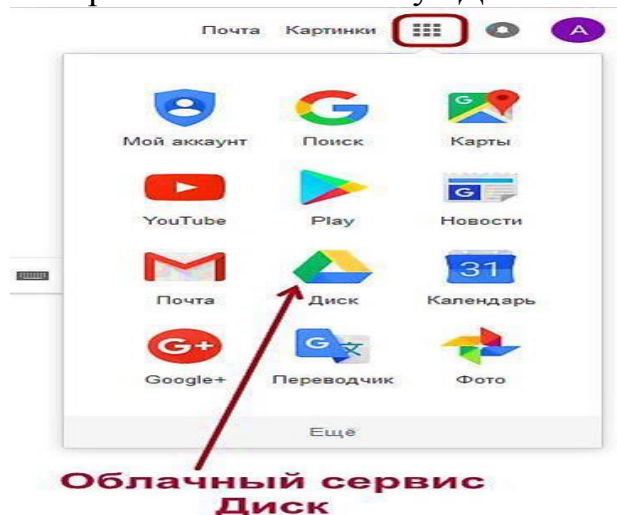 Почта Картинки A
Мой аккаунт Поиск Карты
YouTube Play Новости
31
Почта Диск Календарь
G+
Google+ Переводчик Фото
Ещё
Облачный сервис
Диск